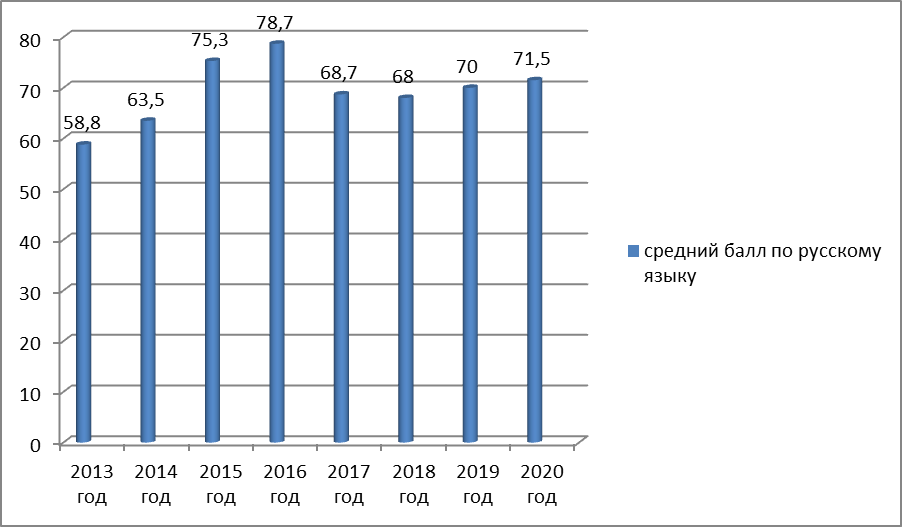 78,7
75,3
71,5
70
68,7
68
63,5
58,8
80
70
60
50
40
30
20
10
0
2013 год
2014 год
2015 год
2016 год
2017 год
2018 год
2019 год
2020 год
средний балл по русскому
языку